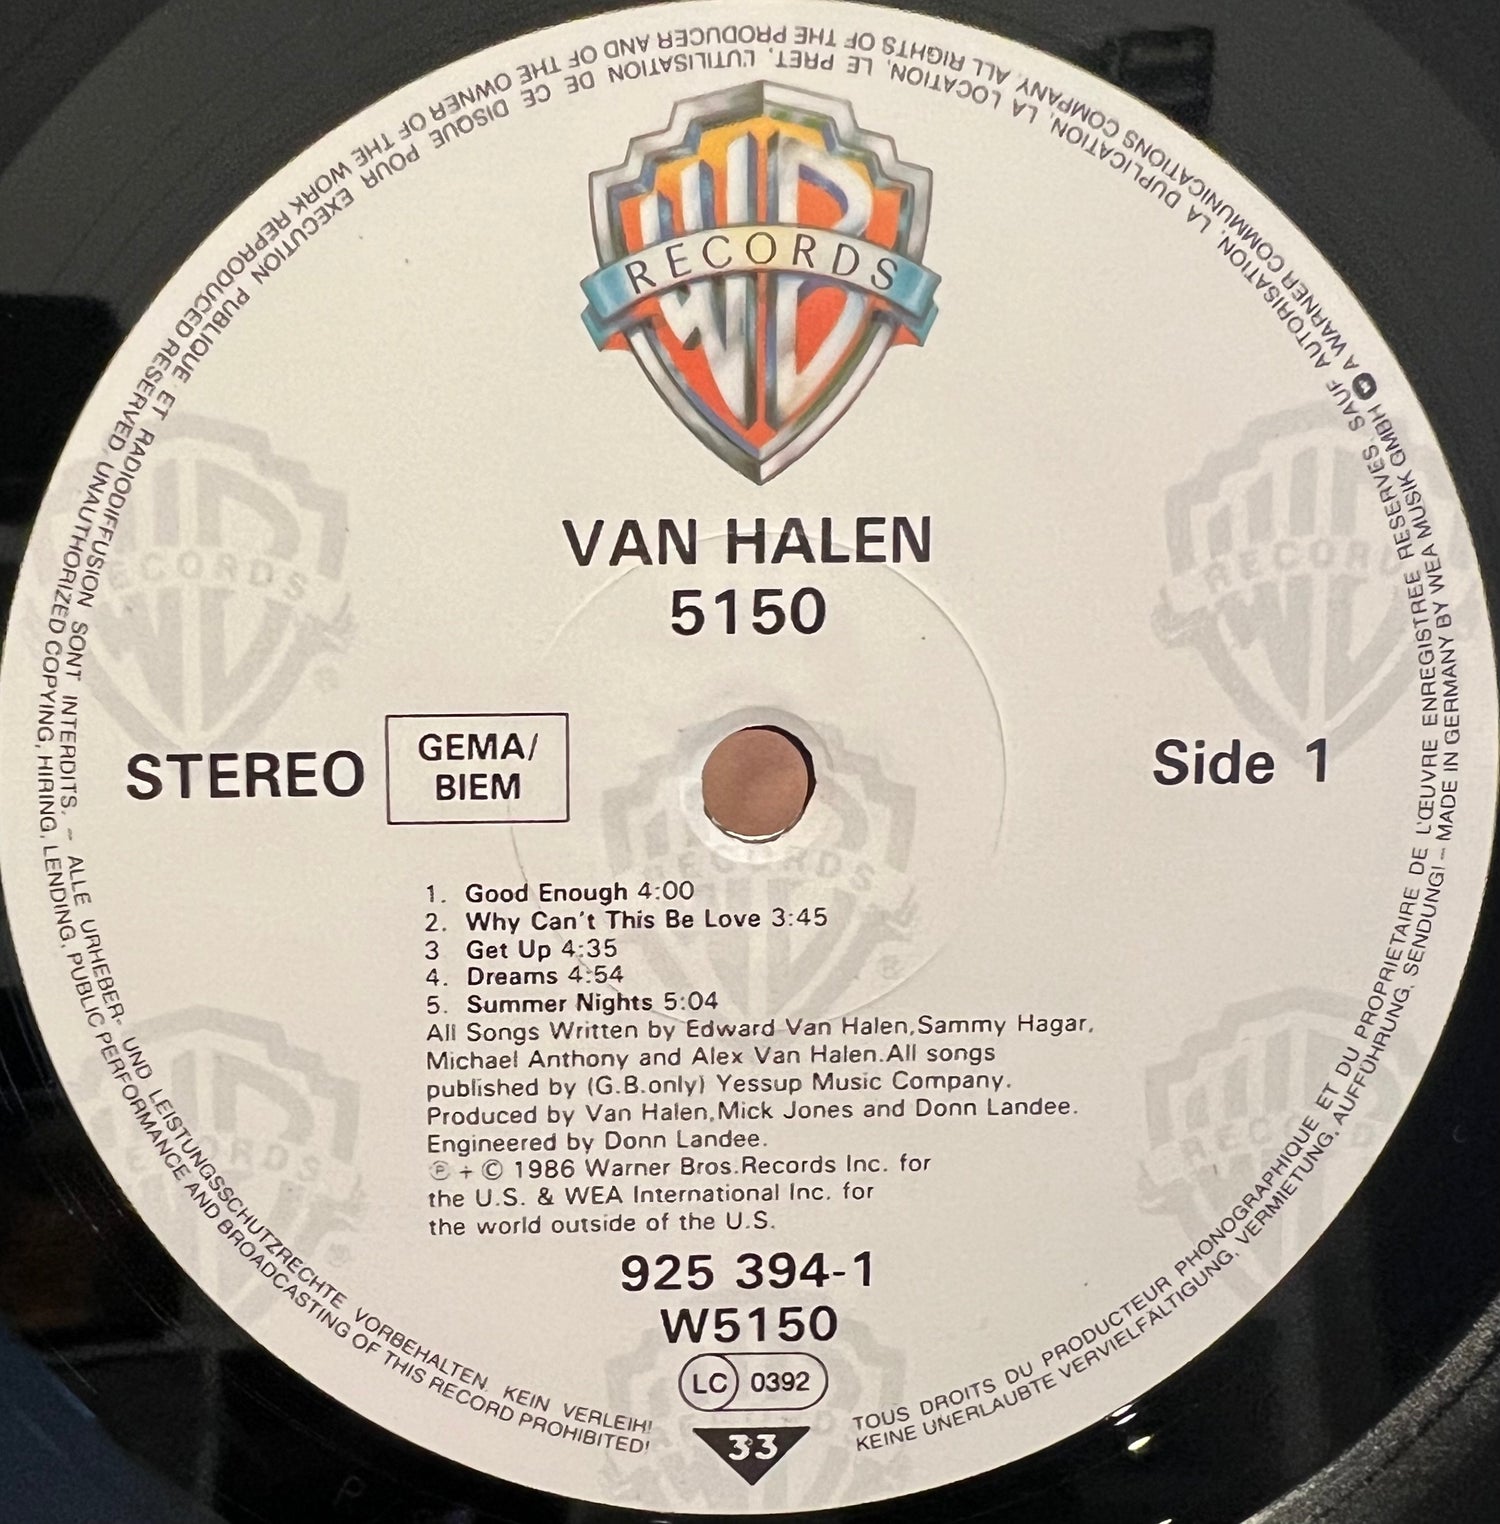 RECORDS
VAN HALEN
5150
STEREO
GEMA/
BIEM
Side 1
1. Good Enough 4:00
2. Why Can't This Be Love 3:45
3 Get Up 4:35
4. Dreams 4:54
5. Summer Nights 5:04
All Songs Written by Edward Van Halen,Sammy Hagar,
Michael Anthony and Alex Van Halen.All songs
published by (G.B.only) Yessup Music Company.
Produced by Van Halen,Mick Jones and Donn Landee.
Engineered by Donn Landee.
℗ + © 1986 Warner Bros.Records Inc. for
the U.S. & WEA International Inc. for
the world outside of the U.S.
925 394-1
W5150
LC 0392
33
TOUS DROITS DU PRODUCTEUR PHONOGRAPHIQUE ET DU PROPRIETAIRE DE L'ŒUVRE ENREGISTREE RESERVES. SAUF AUTORISATION, LA DUPLICATION, LA LOCATION, LE PRET, L'UTILISATION DE CE DISQUE POUR EXECUTION PUBLIQUE ET RADIODIFFUSION SONT INTERDITS. – ALLE URHEBER- UND LEISTUNGSSCHUTZRECHTE VORBEHALTEN. KEIN VERLEIH!
KEINE UNERLAUBTE VERVIELFÄLTIGUNG, VERMIETUNG, AUFFÜHRUNG, SENDUNG! – MADE IN GERMANY BY WEA MUSIK GMBH A WARNER COMMUNICATIONS COMPANY. ALL RIGHTS OF THE PRODUCER AND OF THE OWNER OF THE WORK REPRODUCED RESERVED. UNAUTHORIZED COPYING, HIRING, LENDING, PUBLIC PERFORMANCE AND BROADCASTING OF THIS RECORD PROHIBITED!